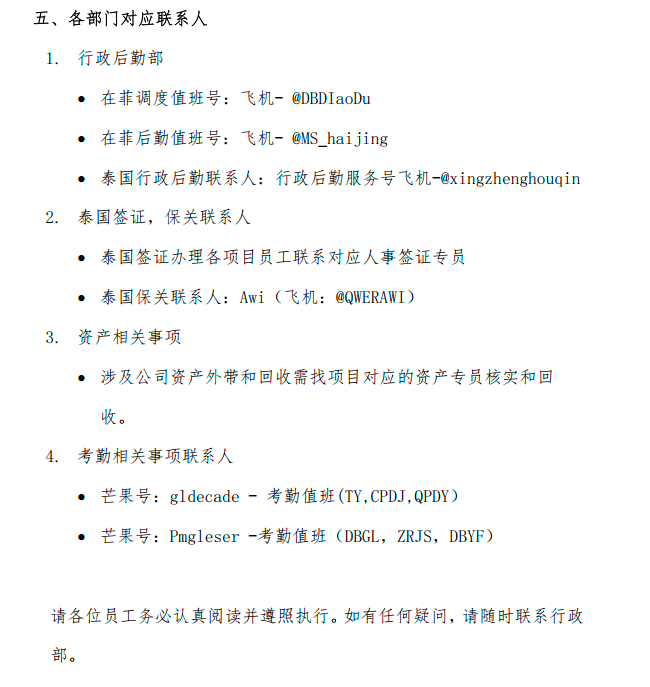 五、各部门对应联系人
1. 行政后勤部
• 在菲调度值班号：飞机- @DBDIaoDu
• 在菲后勤值班号：飞机- @MS_haijing
• 泰国行政后勤联系人：行政后勤服务号飞机-@xingzhenghouqin
2. 泰国签证，保关联系人
• 泰国签证办理各项目员工联系对应人事签证专员
• 泰国保关联系人：Awi（飞机：@QWERAWI）
3. 资产相关事项
• 涉及公司资产外带和回收需找项目对应的资产专员核实和回
收。
4. 考勤相关事项联系人
• 芒果号：gldecade - 考勤值班(TY,CPDJ,QPDY）
• 芒果号：Pmgleser -考勤值班（DBGL，ZRJS，DBYF）
请各位员工务必认真阅读并遵照执行。如有任何疑问，请随时联系行政
部。